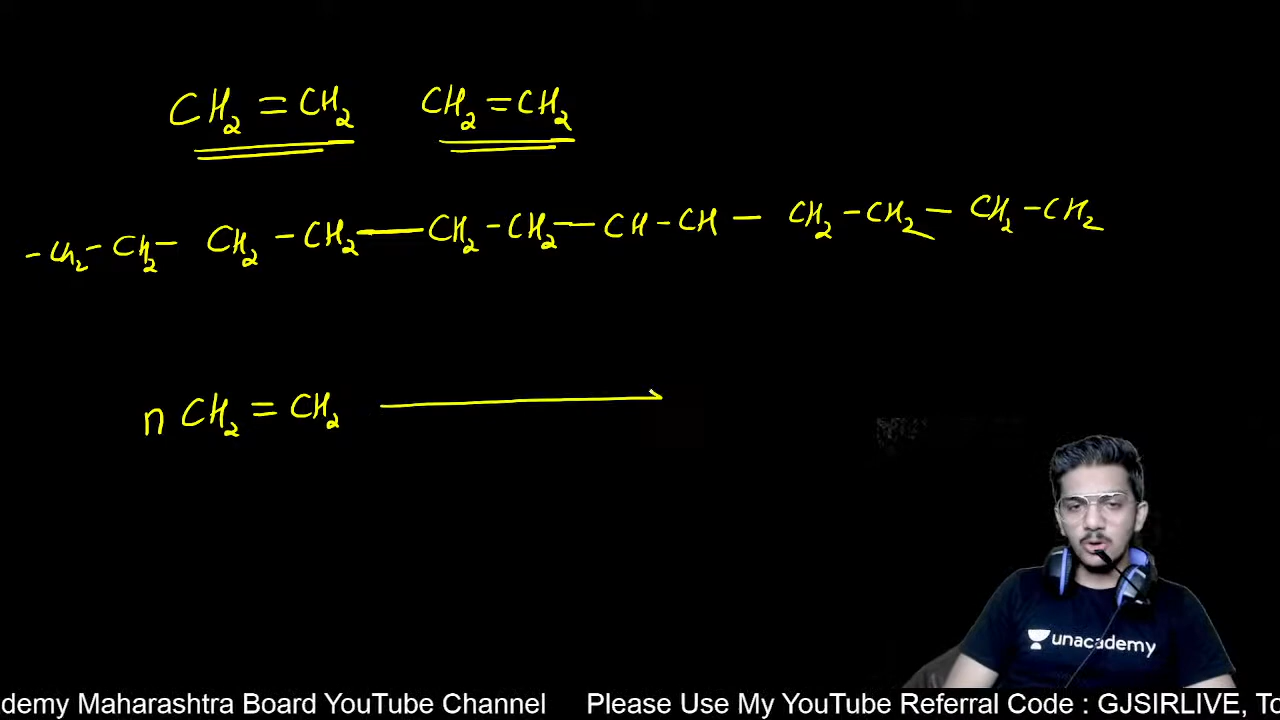 CH₂ = CH₂ CH₂ = CH₂
- CH₂ - CH₂ - CH₂ - CH₂ - CH₂ - CH₂ - CH - CH - CH₂ - CH₂ - CH₂ - CH₂
n CH₂ = CH₂ →
unacademy
demy Maharashtra Board YouTube Channel Please Use My YouTube Referral Code : GJSIRLIVE, To